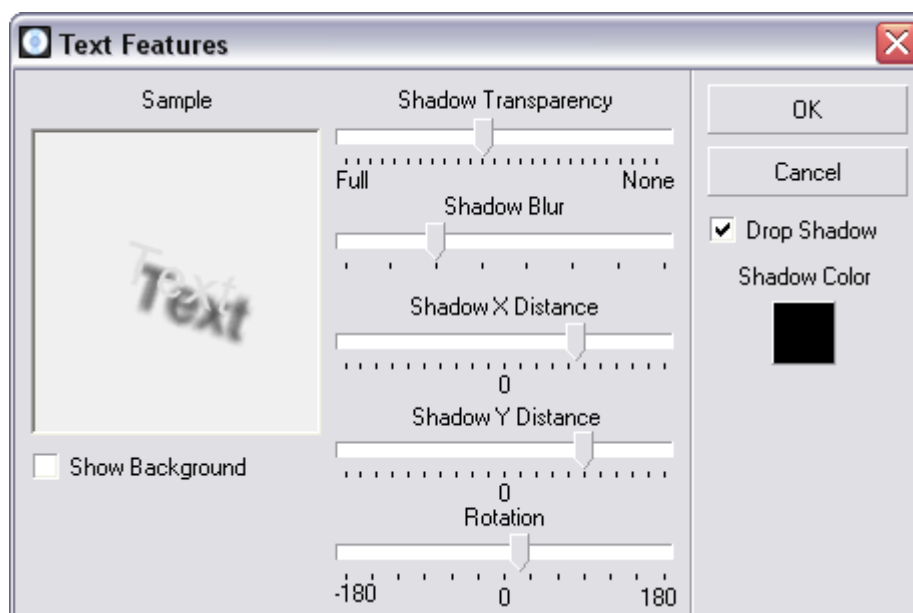 Text Features
Sample
Text
Text
Show Background
Shadow Transparency
Full None
Shadow Blur
Shadow X Distance
0
Shadow Y Distance
0
Rotation
-180 0 180
OK
Cancel
Drop Shadow
Shadow Color